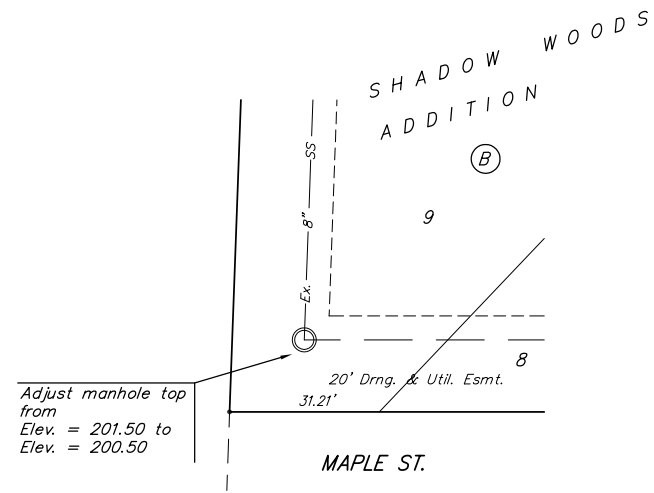 SHADOW WOODS
ADDITION
B
9
Ex. 8" SS
8
20' Drng. & Util. Esmt.
31.21'
Adjust manhole top
from
Elev. = 201.50 to
Elev. = 200.50
MAPLE ST.